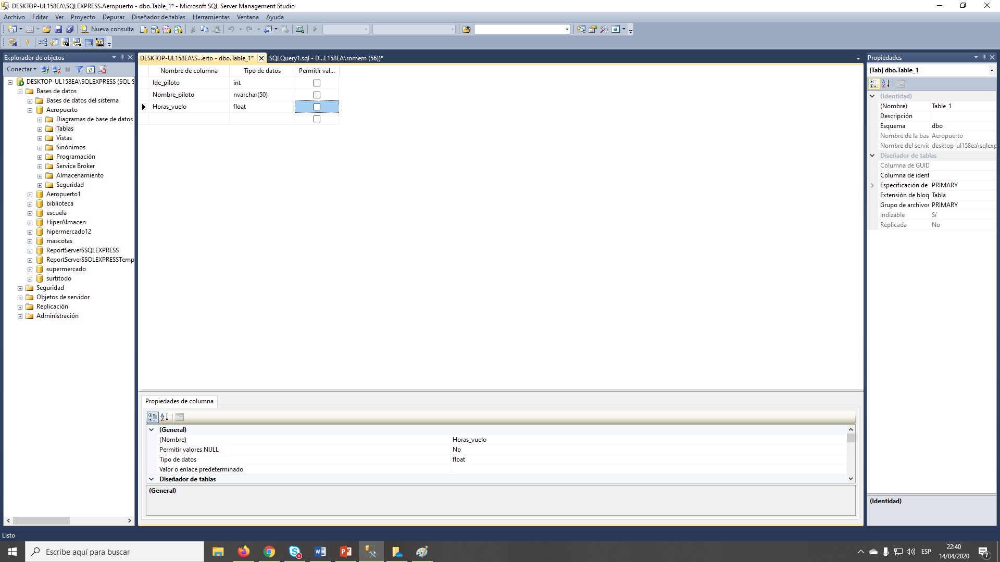 DESKTOP-UL158EA\SQLEXPRESS.Aeropuerto - dbo.Table_1* - Microsoft SQL Server Management Studio
Archivo Editar Ver Proyecto Depurar Diseñador de tablas Herramientas Ventana Ayuda
Nueva consulta
Explorador de objetos
Conectar
DESKTOP-UL158EA\SQLEXPRESS (SQL S
Bases de datos
Bases de datos del sistema
Aeropuerto
Diagramas de base de datos
Tablas
Vistas
Sinónimos
Programación
Service Broker
Almacenamiento
Seguridad
Aeropuerto1
biblioteca
escuela
HiperAlmacen
hipermercado12
mascotas
ReportServer$SQLEXPRESS
ReportServer$SQLEXPRESSTemp
supermercado
surtitodo
Seguridad
Objetos de servidor
Replicación
Administración
DESKTOP-UL158EA\S...erto - dbo.Table_1* SQLQuery1.sql - D...L158EA\romem (56))*
Nombre de columna Tipo de datos Permitir val...
Ide_piloto int
Nombre_piloto nvarchar(50)
Horas_vuelo float
Propiedades de columna
(General)
(Nombre) Horas_vuelo
Permitir valores NULL No
Tipo de datos float
Valor o enlace predeterminado
Diseñador de tablas
(General)
Propiedades
[Tab] dbo.Table_1
(Identidad)
(Nombre) Table_1
Descripción
Esquema dbo
Nombre de la bas Aeropuerto
Nombre del servic desktop-ul158ea\sqlexp
Diseñador de tablas
Columna de GUID
Columna de ident
Especificación de PRIMARY
Extensión de bloq Tabla
Grupo de archivos PRIMARY
Indizable Sí
Replicada No
(Identidad)
Listo
Escribe aquí para buscar
ESP
22:40
14/04/2020
7